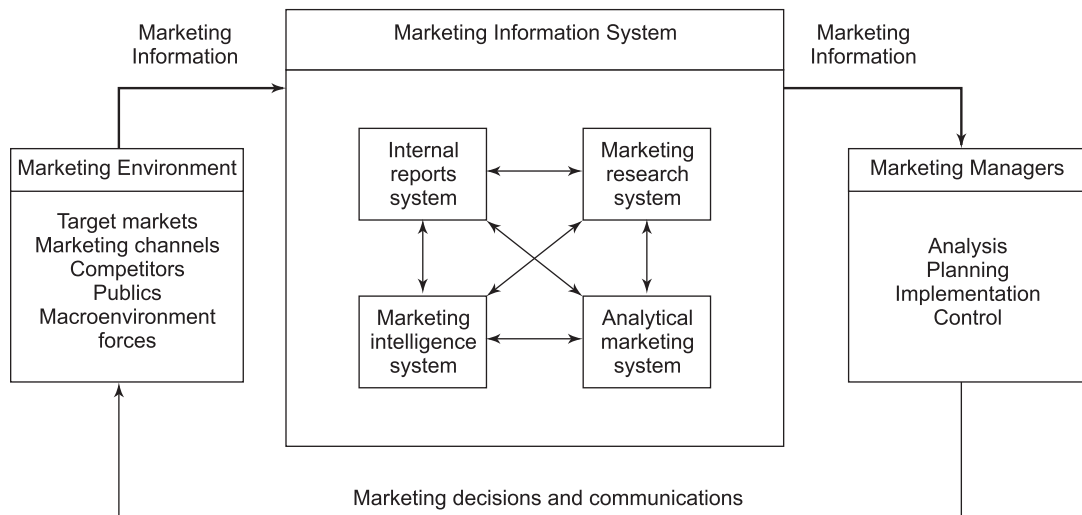 Marketing
Information
Marketing Information System
Marketing
Information
Marketing Environment
Target markets
Marketing channels
Competitors
Publics
Macroenvironment
forces
Internal
reports
system
Marketing
research
system
Marketing
intelligence
system
Analytical
marketing
system
Marketing Managers
Analysis
Planning
Implementation
Control
Marketing decisions and communications